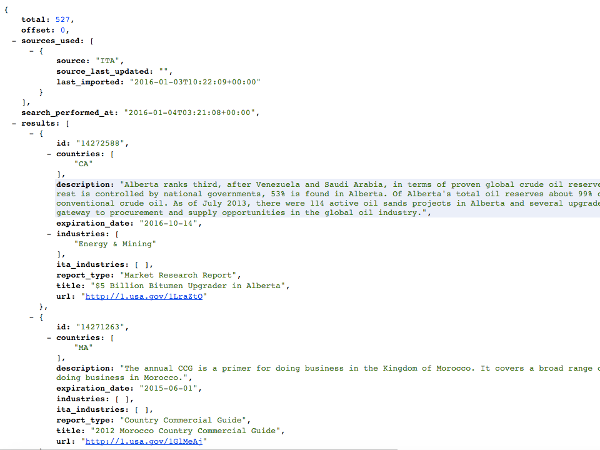 {
total: 527,
offset: 0,
- sources_used: [
- {
source: "ITA",
source_last_updated: "",
last_imported: "2016-01-03T10:22:09+00:00"
}
],
search_performed_at: "2016-01-04T03:21:08+00:00",
- results: [
- {
id: "14272588",
- countries: [
"CA"
],
description: "Alberta ranks third, after Venezuela and Saudi Arabia, in terms of proven global crude oil reserve
rest is controlled by national governments, 53% is found in Alberta. Of Alberta's total oil reserves about 99%
conventional crude oil. As of July 2013, there were 114 active oil sands projects in Alberta and several upgrade
gateway to procurement and supply opportunities in the global oil industry.",
expiration_date: "2016-10-14",
- industries: [
"Energy & Mining"
],
ita_industries: [ ],
report_type: "Market Research Report",
title: "$5 Billion Bitumen Upgrader in Alberta",
url: "http://1.usa.gov/1LraZtQ"
},
- {
id: "14271263",
- countries: [
"MA"
],
description: "The annual CCG is a primer for doing business in the Kingdom of Morocco. It covers a broad range
doing business in Morocco.",
expiration_date: "2015-06-01",
industries: [ ],
ita_industries: [ ],
report_type: "Country Commercial Guide",
title: "2012 Morocco Country Commercial Guide",
url: "http://1.usa.gov/1GlMeAj"